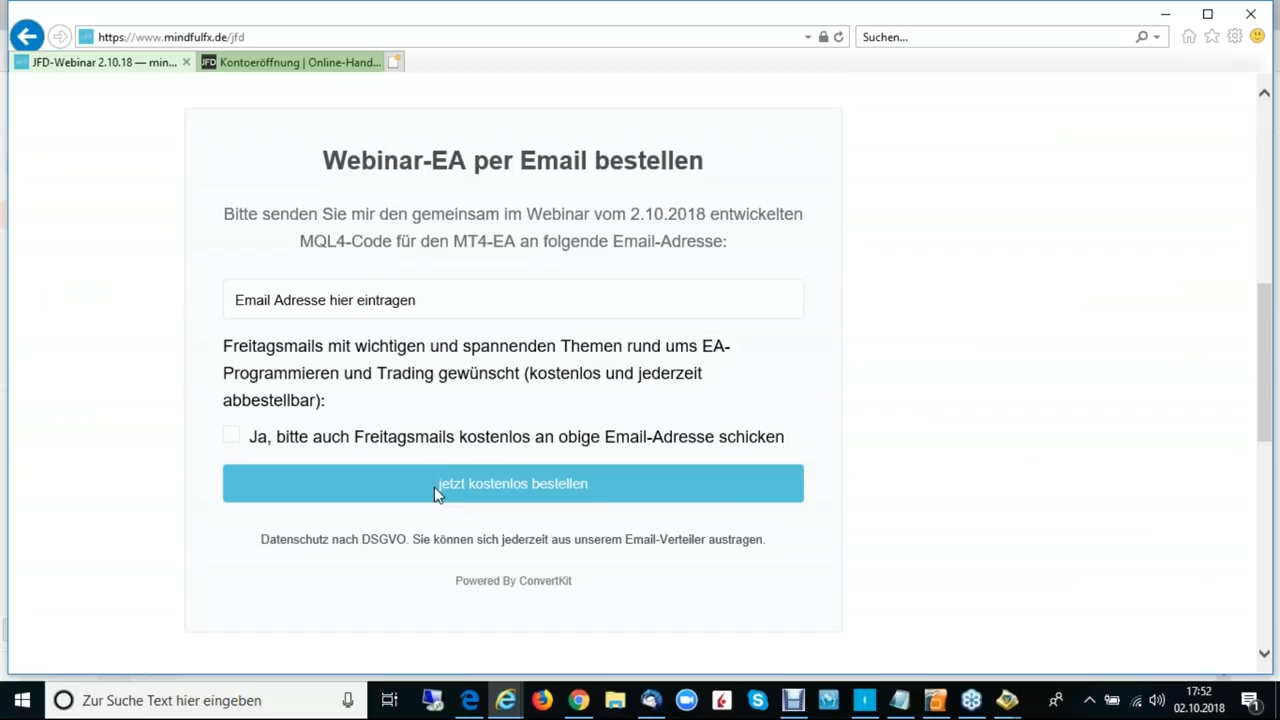 https://www.mindfulfx.de/jfd
Suchen...
JFD-Webinar 2.10.18 — min...
JFD Kontoeröffnung | Online-Hand...
Webinar-EA per Email bestellen
Bitte senden Sie mir den gemeinsam im Webinar vom 2.10.2018 entwickelten
MQL4-Code für den MT4-EA an folgende Email-Adresse:
Email Adresse hier eintragen
Freitagsmails mit wichtigen und spannenden Themen rund ums EA-
Programmieren und Trading gewünscht (kostenlos und jederzeit
abbestellbar):
Ja, bitte auch Freitagsmails kostenlos an obige Email-Adresse schicken
jetzt kostenlos bestellen
Datenschutz nach DSGVO. Sie können sich jederzeit aus unserem Email-Verteiler austragen.
Powered By ConvertKit
Zur Suche Text hier eingeben
17:52
02.10.2018